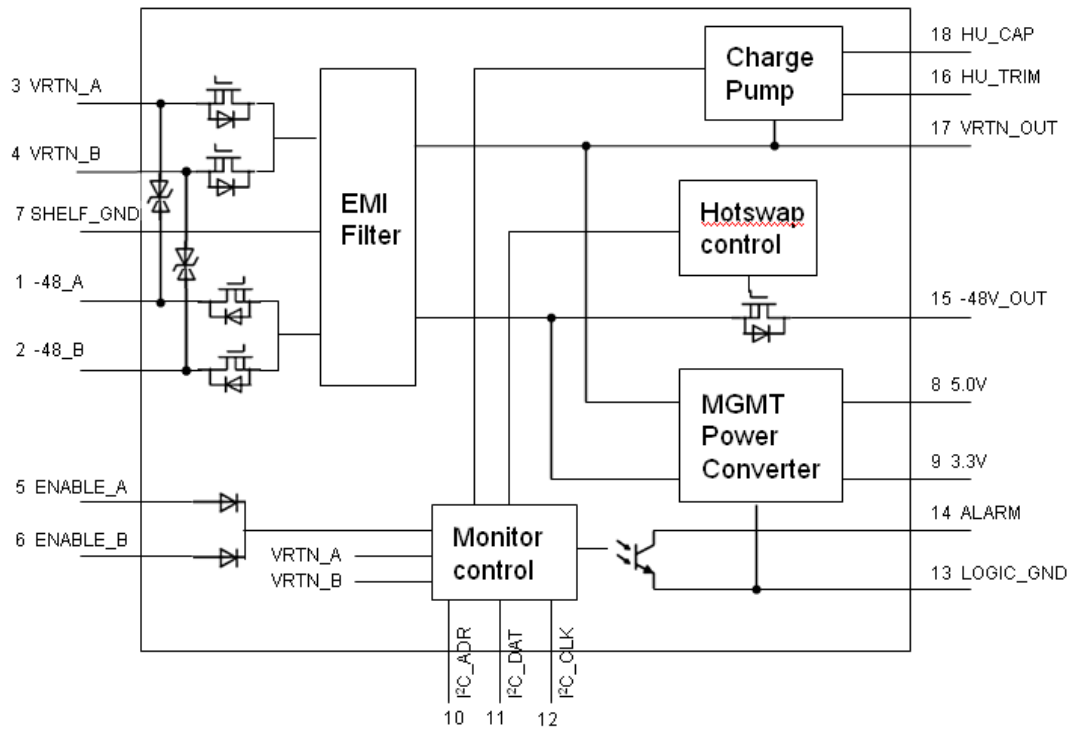 3 VRTN_A
4 VRTN_B
7 SHELF_GND
1 -48_A
2 -48_B
5 ENABLE_A
6 ENABLE_B
EMI
Filter
Charge
Pump
Hotswap
control
MGMT
Power
Converter
Monitor
control
VRTN_A
VRTN_B
18 HU_CAP
16 HU_TRIM
17 VRTN_OUT
15 -48V_OUT
8 5.0V
9 3.3V
14 ALARM
13 LOGIC_GND
I²C_ADR
I²C_DAT
I²C_CLK
10 11 12